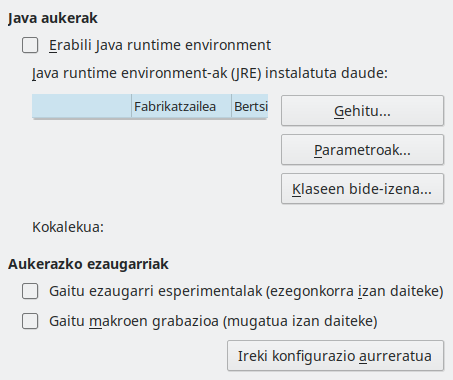 Java aukerak
Erabili Java runtime environment
Java runtime environment-ak (JRE) instalatuta daude:
Fabrikatzailea Bertsi
Gehitu...
Parametroak...
Klaseen bide-izena...
Kokalekua:
Aukerazko ezaugarriak
Gaitu ezaugarri esperimentalak (ezegonkorra izan daiteke)
Gaitu makroen grabazioa (mugatua izan daiteke)
Ireki konfigurazio aurreratua